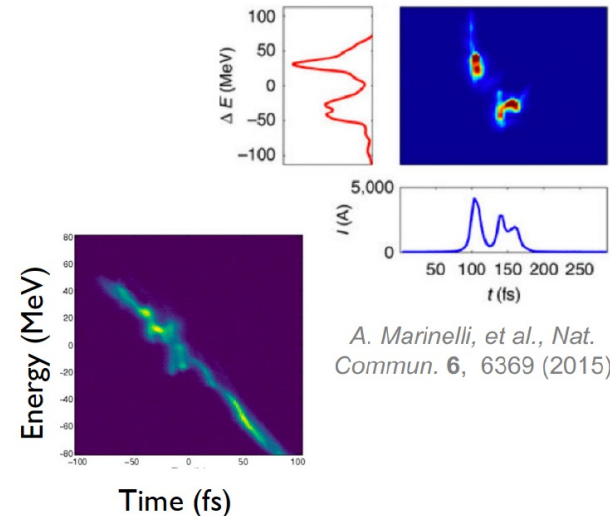 100
50
0
−50
−100
Δ E (MeV)
5,000
0
I (A)
50 100 150 200 250
t (fs)
A. Marinelli, et al., Nat.
Commun. 6, 6369 (2015)
80
60
40
20
0
-20
-40
-60
-80
Energy (MeV)
-100 -50 0 50 100
Time (fs)